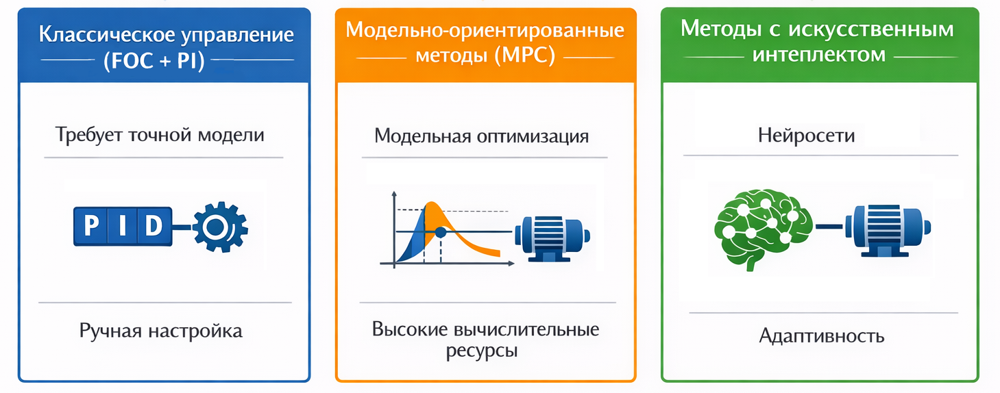 Классическое управление
(FOC + PI)
Требует точной модели
P I D
Ручная настройка
Модельно-ориентированные
методы (MPC)
Модельная оптимизация
Высокие вычислительные
ресурсы
Методы с искусственным
интеплектом
Нейросети
Адаптивность